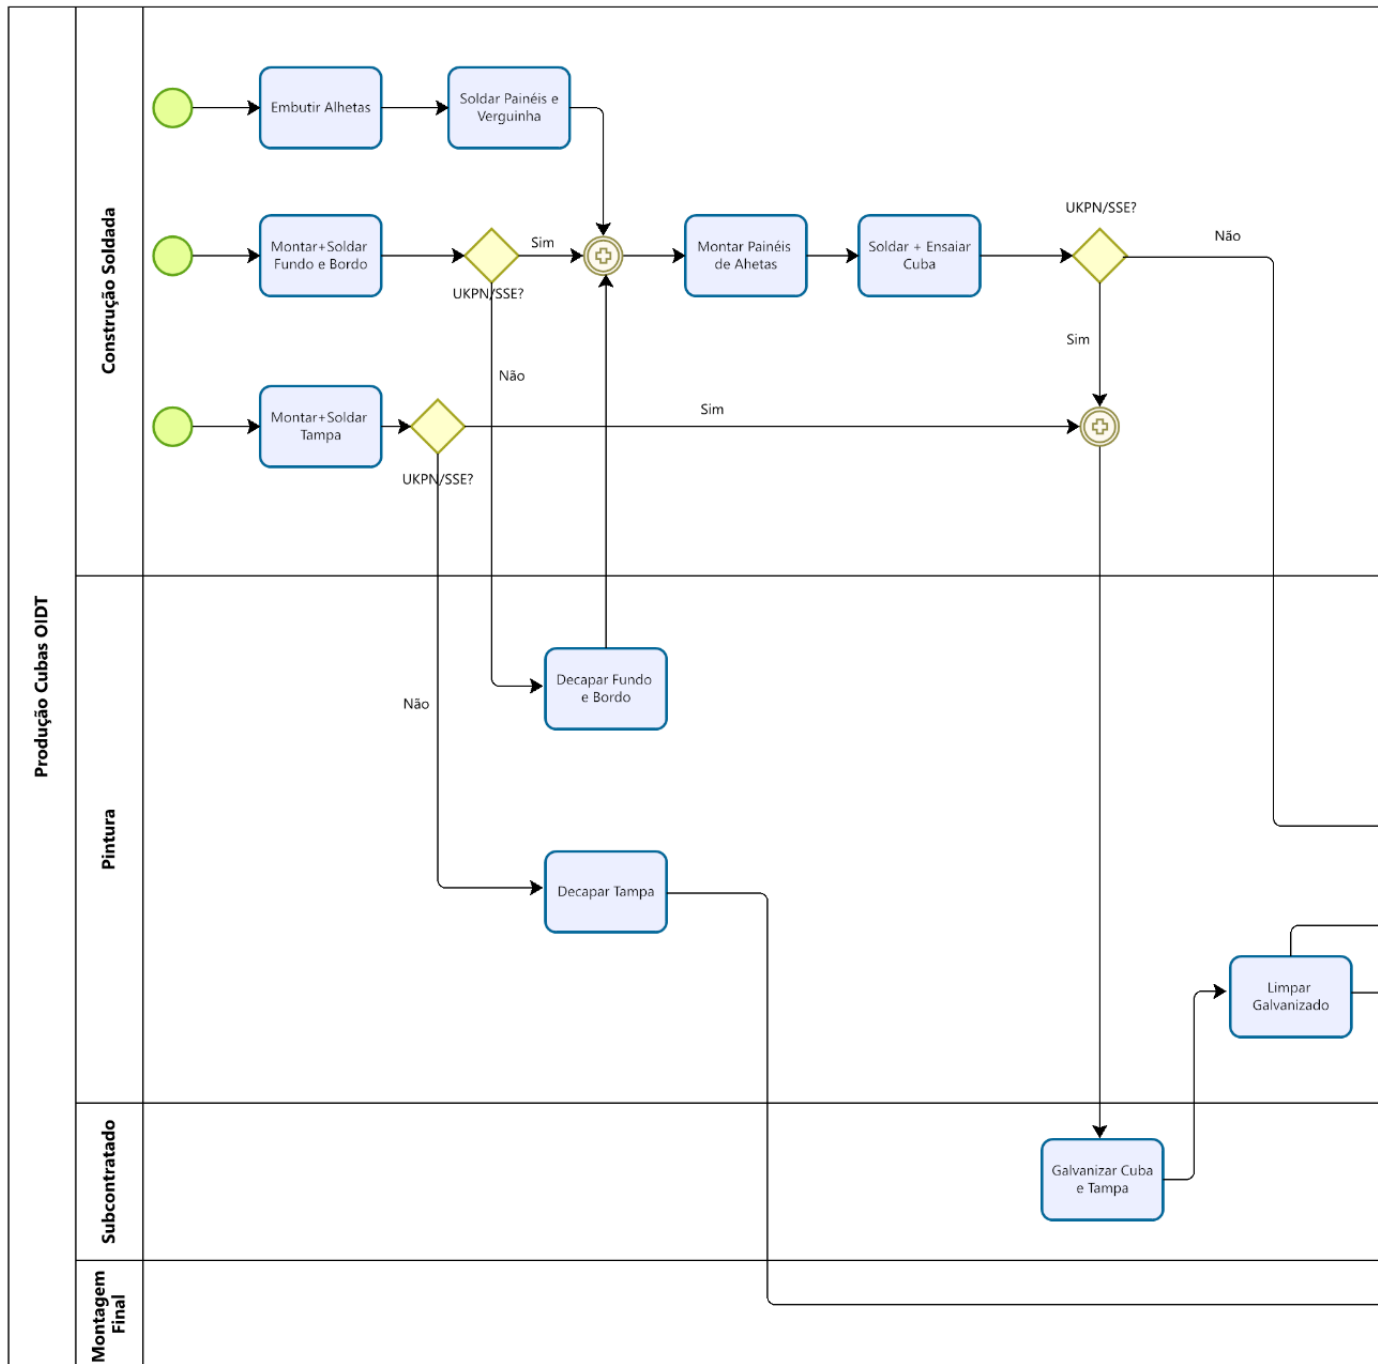 Produção Cubas OIDT
Construção Soldada
Embutir Alhetas
Soldar Painéis e
Verguinha
Montar+Soldar
Fundo e Bordo
UKPN/SSE?
Sim
Não
Montar Painéis
de Ahetas
Soldar + Ensaiar
Cuba
UKPN/SSE?
Não
Sim
Montar+Soldar
Tampa
UKPN/SSE?
Sim
Não
Pintura
Decapar Fundo
e Bordo
Decapar Tampa
Limpar
Galvanizado
Subcontratado
Galvanizar Cuba
e Tampa
Montagem
Final